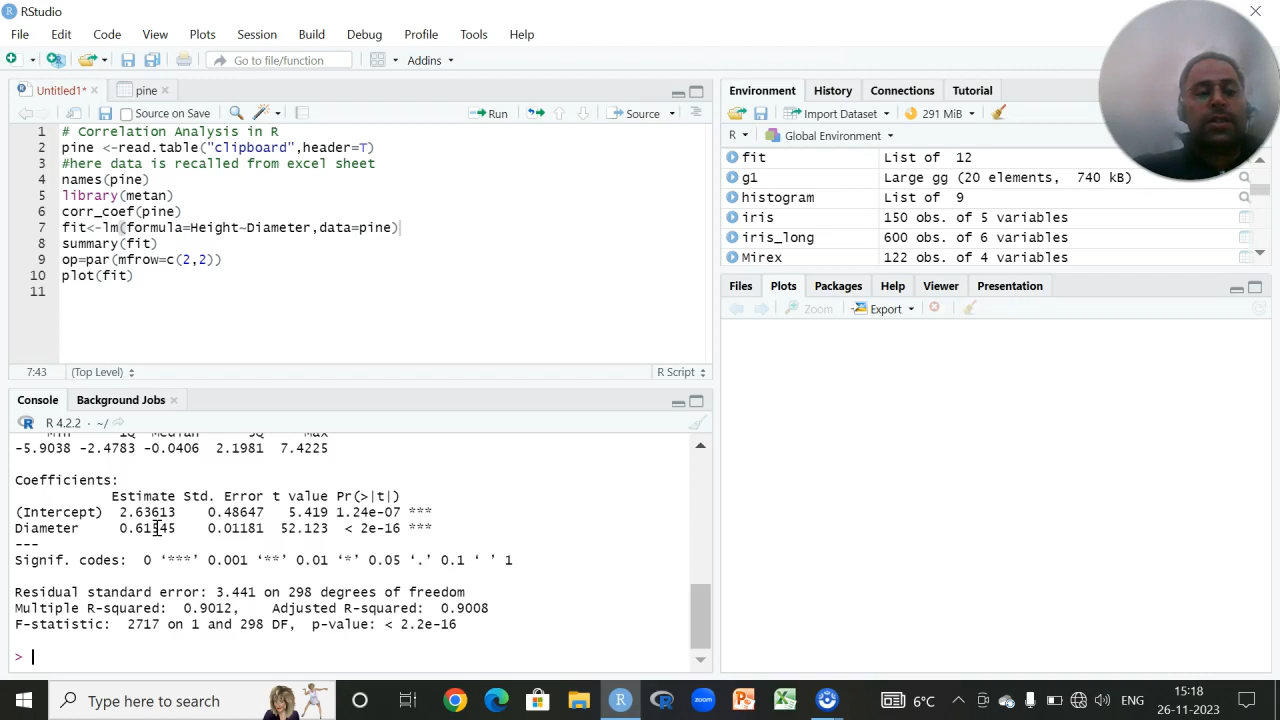 RStudio
File Edit Code View Plots Session Build Debug Profile Tools Help
Go to file/function Addins
Untitled1* pine
Source on Save Run Source
1 # Correlation Analysis in R
2 pine <-read.table("clipboard",header=T)
3 #here data is recalled from excel sheet
4 names(pine)
5 library(metan)
6 corr_coef(pine)
7 fit<-lm(formula=Height~Diameter,data=pine)
8 summary(fit)
9 op=par(mfrow=c(2,2))
10 plot(fit)
11
7:43 (Top Level) R Script
Console Background Jobs
R 4.2.2 · ~/
Min 1Q Median 3Q Max
-5.9038 -2.4783 -0.0406 2.1981 7.4225
Coefficients:
Estimate Std. Error t value Pr(>|t|)
(Intercept) 2.63613 0.48647 5.419 1.24e-07 ***
Diameter 0.01181 52.123 < 2e-16 ***
---
Signif. codes: 0 ‘***’ 0.001 ‘**’ 0.01 ‘*’ 0.05 ‘.’ 0.1 ‘ ’ 1
Residual standard error: 3.441 on 298 degrees of freedom
Multiple R-squared: 0.9012, Adjusted R-squared: 0.9008
F-statistic: 2717 on 1 and 298 DF, p-value: < 2.2e-16
>
Environment History Connections Tutorial
Import Dataset 291 MiB
R Global Environment
fit List of 12
g1 Large gg (20 elements, 740 kB)
histogram List of 9
iris 150 obs. of 5 variables
iris_long 600 obs. of 6 variables
Mirex 122 obs. of 4 variables
Files Plots Packages Help Viewer Presentation
Zoom Export
Type here to search
zoom
6°C ENG
15:18
26-11-2023